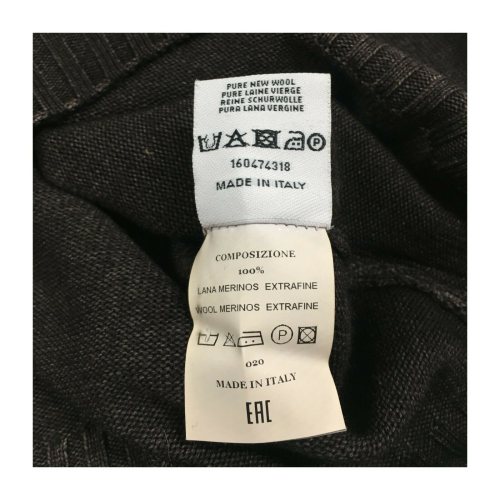 PURE NEW WOOL
PURE LAINE VIERGE
REINE SCHURWOLLE
PURA LANA VERGINE
160474318
MADE IN ITALY
COMPOSIZIONE
100%
LANA MERINOS EXTRAFINE
WOOL MERINOS EXTRAFINE
P
020
MADE IN ITALY
EAC